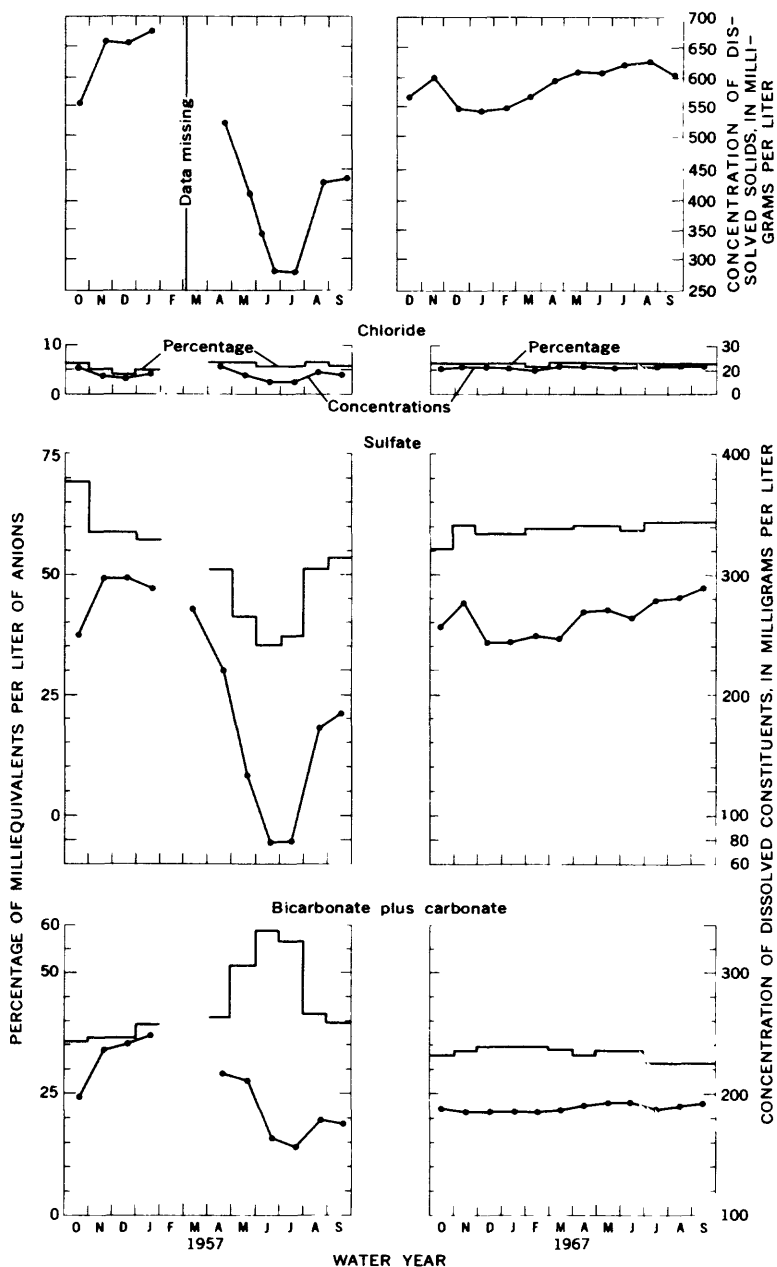 700
650
600
550
500
450
400
350
300
250
CONCENTRATION OF DIS-
SOLVED SOLIDS, IN MILLI-
GRAMS PER LITER
Data missing
O N D J F M A M J J A S
D N D J F M A M J J A S
Chloride
10
0
Percentage
Concentrations
Percentage
30
20
0
Sulfate
75
50
25
0
400
300
200
100
80
60
Bicarbonate plus carbonate
60
50
25
0
300
200
100
O N D J F M A M J J A S
1957
O N D J F M A M J J A S
1967
WATER YEAR
PERCENTAGE OF MILLIEQUIVALENTS PER LITER OF ANIONS
CONCENTRATION OF DISSOLVED CONSTITUENTS, IN MILLIGRAMS PER LITER